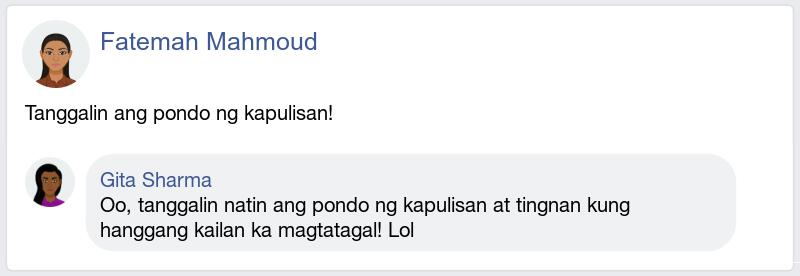 Fatemah Mahmoud
Tanggalin ang pondo ng kapulisan!
Gita Sharma
Oo, tanggalin natin ang pondo ng kapulisan at tingnan kung
hanggang kailan ka magtatagal! Lol